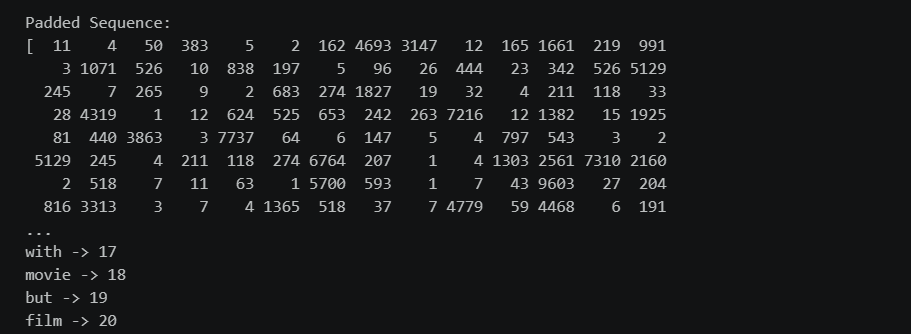 Padded Sequence:
[ 11 4 50 383 5 2 162 4693 3147 12 165 1661 219 991
3 1071 526 10 838 197 5 96 26 444 23 342 526 5129
245 7 265 9 2 683 274 1827 19 32 4 211 118 33
28 4319 1 12 624 525 653 242 263 7216 12 1382 15 1925
81 440 3863 3 7737 64 6 147 5 4 797 543 3 2
5129 245 4 211 118 274 6764 207 1 4 1303 2561 7310 2160
2 518 7 11 63 1 5700 593 1 7 43 9603 27 204
816 3313 3 7 4 1365 518 37 7 4779 59 4468 6 191
...
with -> 17
movie -> 18
but -> 19
film -> 20